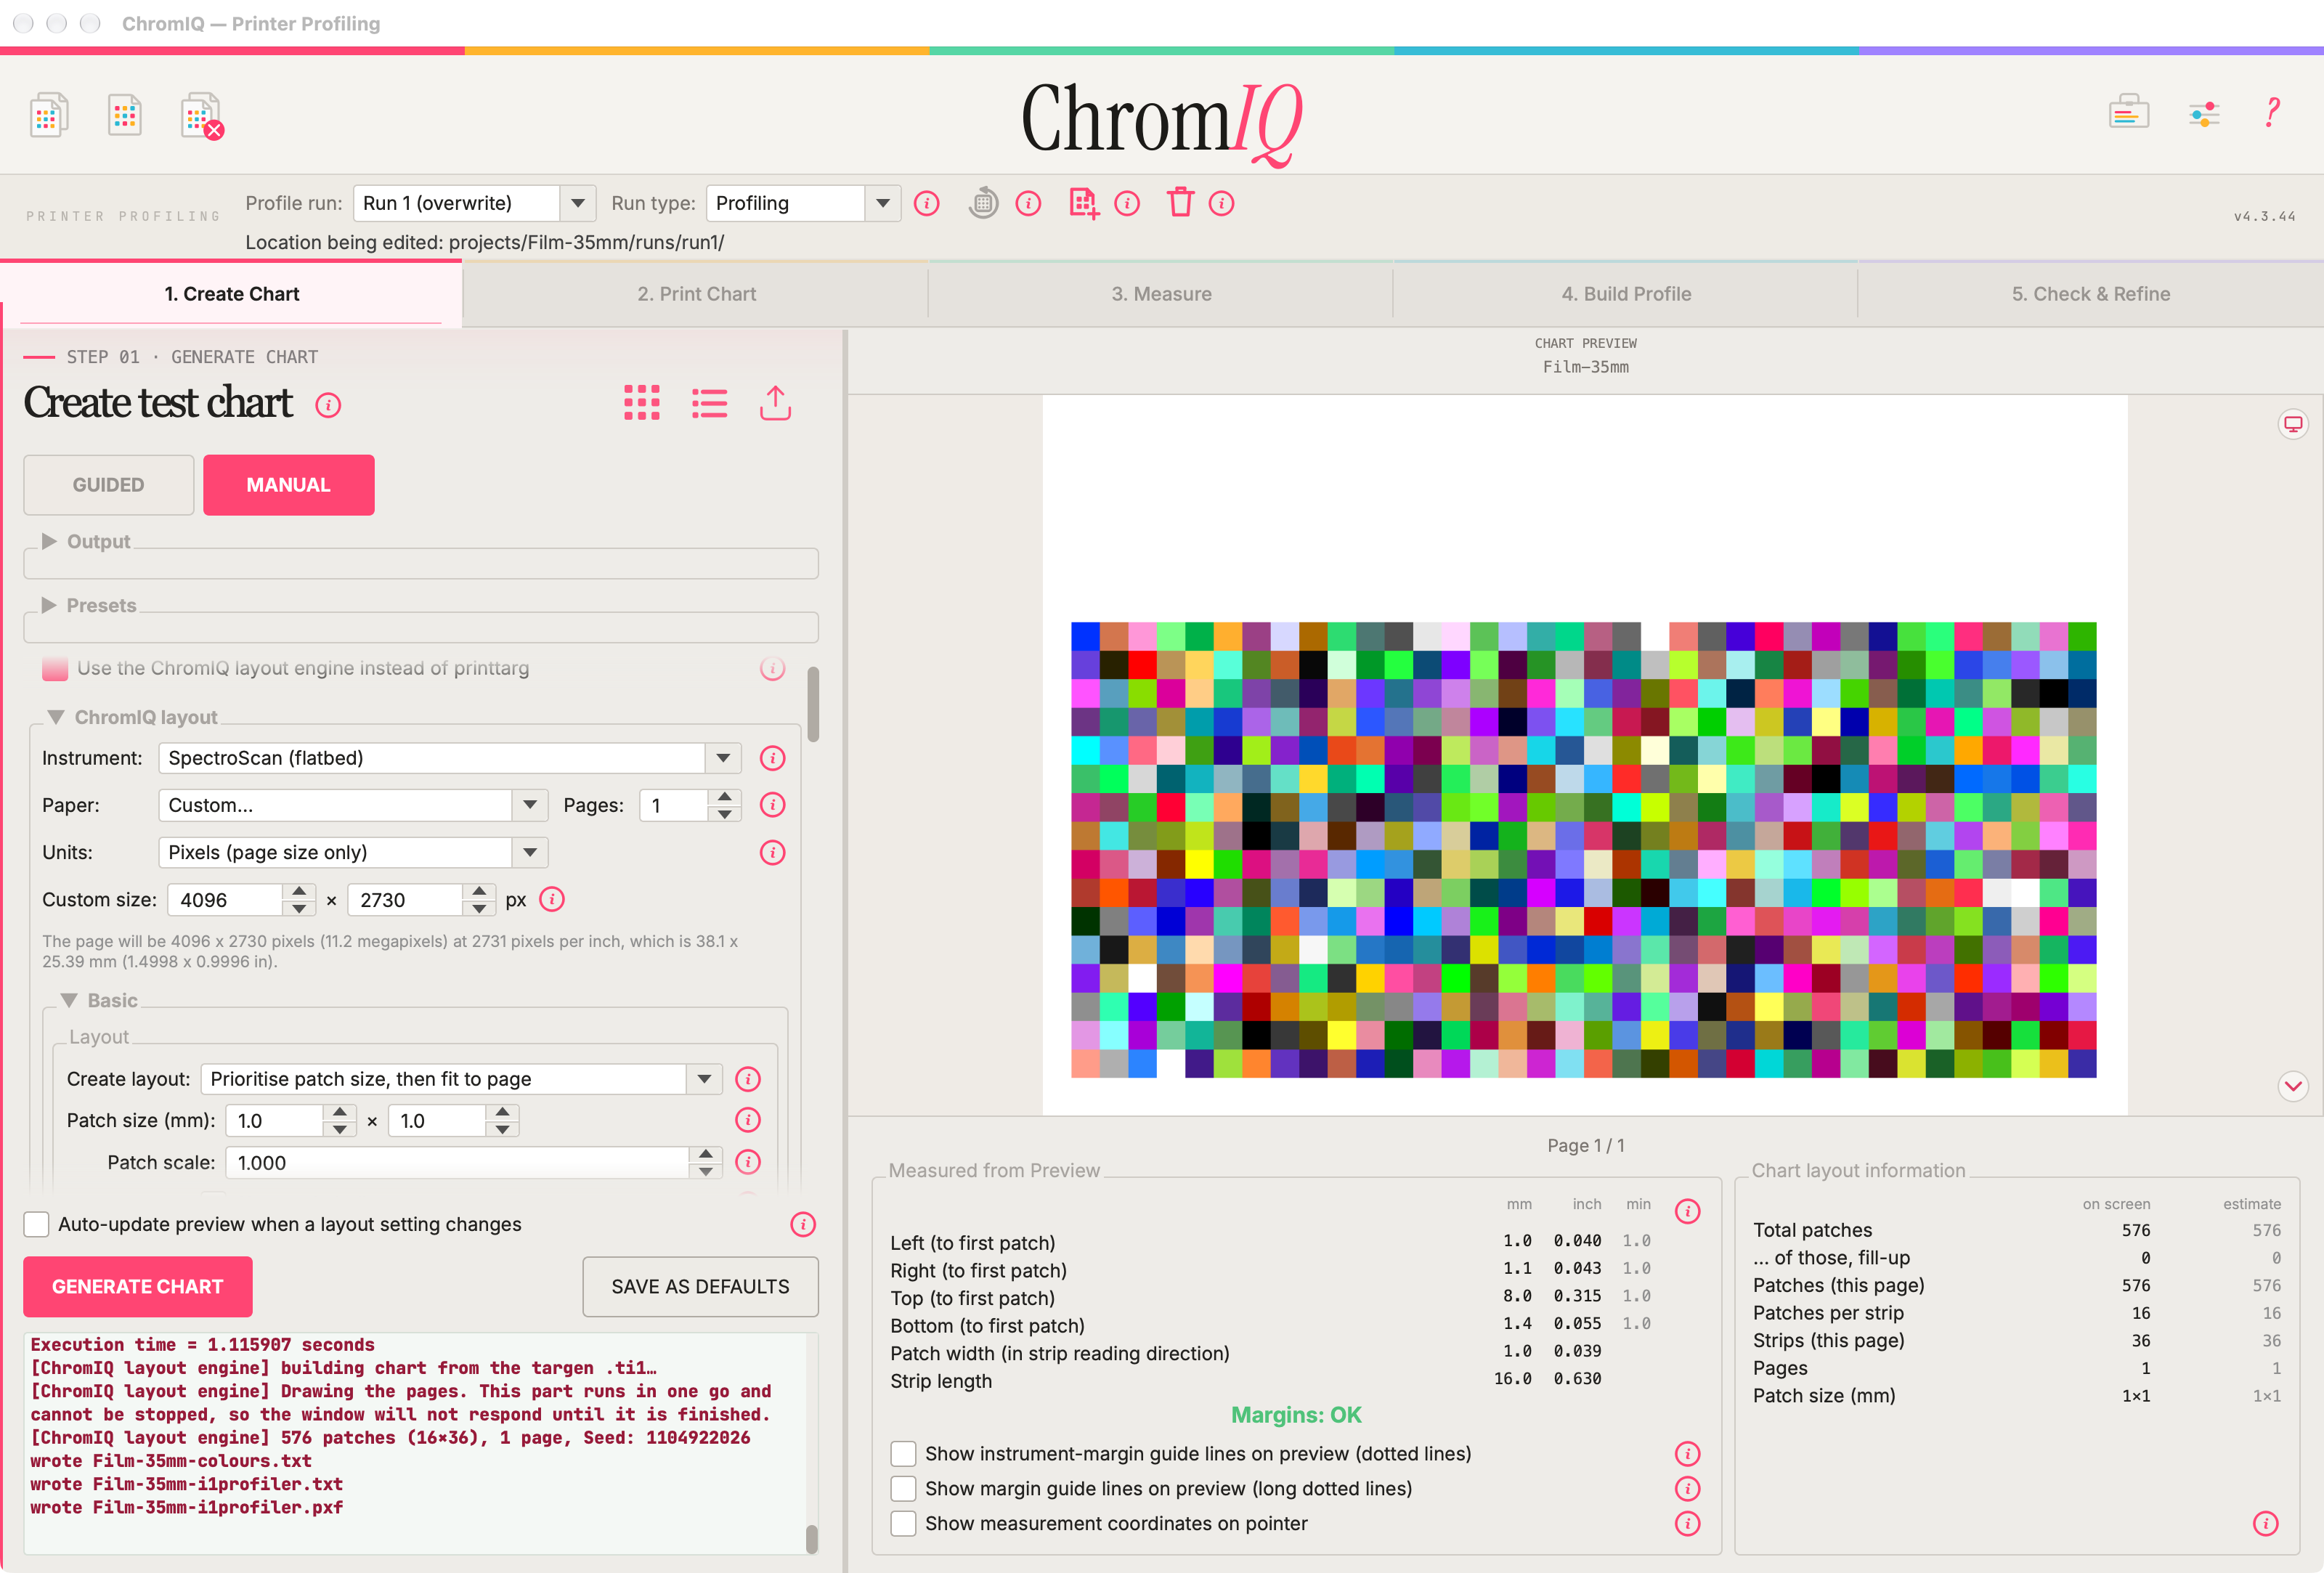 ChromIQ — Printer Profiling
ChromIQ
PRINTER PROFILING
Profile run: Run 1 (overwrite) Run type: Profiling
Location being edited: projects/Film-35mm/runs/run1/
v4.3.44
1. Create Chart
2. Print Chart
3. Measure
4. Build Profile
5. Check & Refine
STEP 01 · GENERATE CHART
Create test chart
GUIDED
MANUAL
Output
Presets
Use the ChromIQ layout engine instead of printtarg
ChromIQ layout
Instrument: SpectroScan (flatbed)
Paper: Custom... Pages: 1
Units: Pixels (page size only)
Custom size: 4096 × 2730 px
The page will be 4096 x 2730 pixels (11.2 megapixels) at 2731 pixels per inch, which is 38.1 x
25.39 mm (1.4998 x 0.9996 in).
Basic
Layout
Create layout: Prioritise patch size, then fit to page
Patch size (mm): 1.0 × 1.0
Patch scale: 1.000
Auto-update preview when a layout setting changes
GENERATE CHART
SAVE AS DEFAULTS
Execution time = 1.115907 seconds
[ChromIQ layout engine] building chart from the targen .ti1…
[ChromIQ layout engine] Drawing the pages. This part runs in one go and
cannot be stopped, so the window will not respond until it is finished.
[ChromIQ layout engine] 576 patches (16×36), 1 page, Seed: 1104922026
wrote Film-35mm-colours.txt
wrote Film-35mm-i1profiler.txt
wrote Film-35mm-i1profiler.pxf
CHART PREVIEW
Film—35mm
Page 1 / 1
Measured from Preview
mm inch min
Left (to first patch) 1.0 0.040 1.0
Right (to first patch) 1.1 0.043 1.0
Top (to first patch) 8.0 0.315 1.0
Bottom (to first patch) 1.4 0.055 1.0
Patch width (in strip reading direction) 1.0 0.039
Strip length 16.0 0.630
Margins: OK
Show instrument-margin guide lines on preview (dotted lines)
Show margin guide lines on preview (long dotted lines)
Show measurement coordinates on pointer
Chart layout information
on screen estimate
Total patches 576 576
... of those, fill-up 0 0
Patches (this page) 576 576
Patches per strip 16 16
Strips (this page) 36 36
Pages 1 1
Patch size (mm) 1×1 1×1